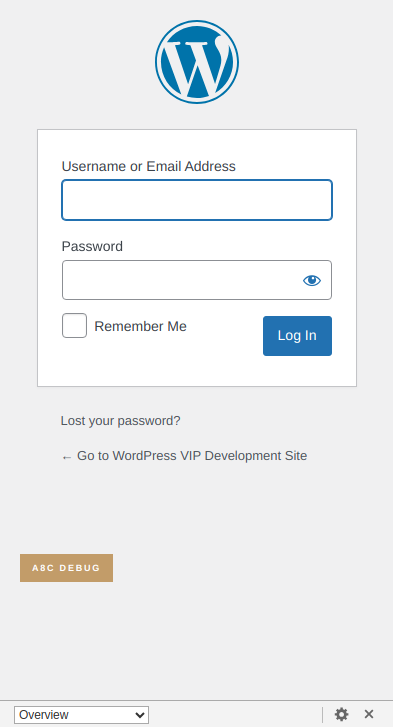 Username or Email Address
Password
Remember Me
Log In
Lost your password?
← Go to WordPress VIP Development Site
A8C DEBUG
Overview